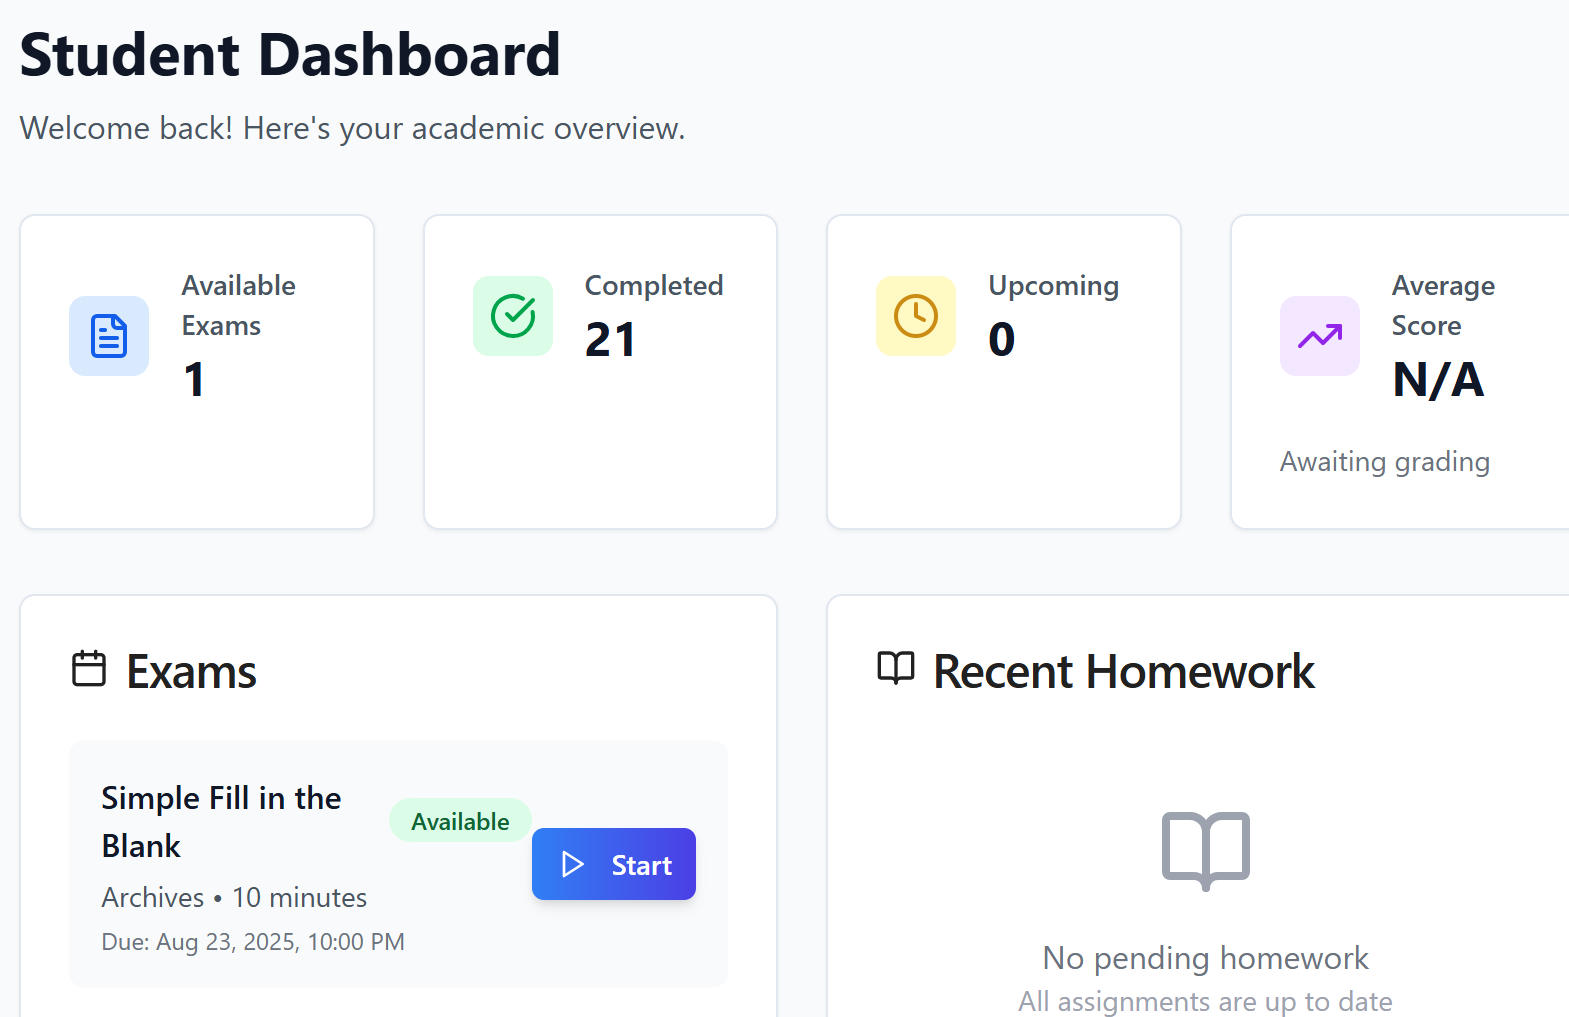 Student Dashboard
Welcome back! Here's your academic overview.
Available
Exams
1
Completed
21
Upcoming
0
Average
Score
N/A
Awaiting grading
Exams
Simple Fill in the
Blank
Available
Start
Archives • 10 minutes
Due: Aug 23, 2025, 10:00 PM
Recent Homework
No pending homework
All assignments are up to date